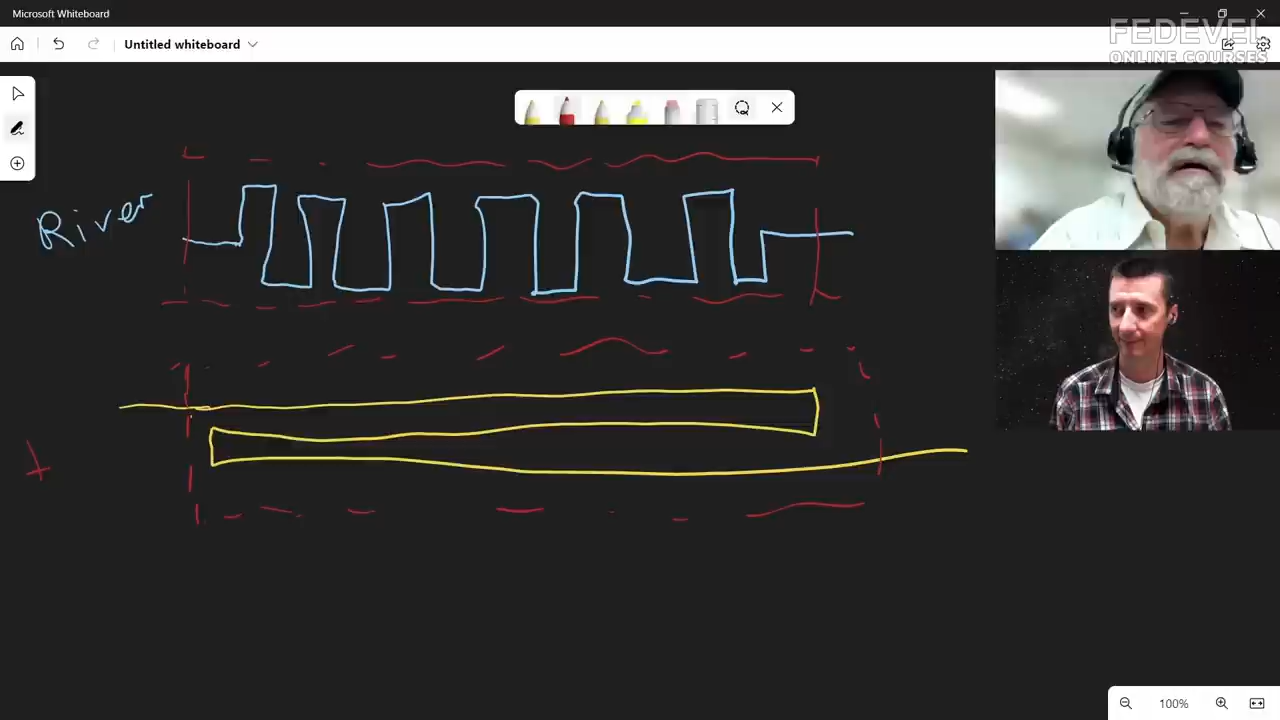 Microsoft Whiteboard
FEDEVEL
ONLINE COURSES
Untitled whiteboard
River
100%